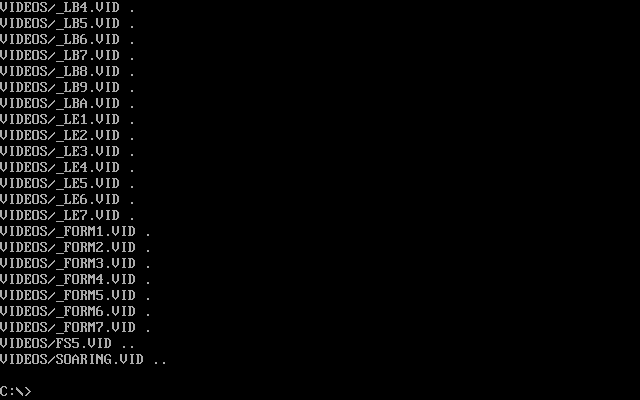 VIDEOS/_LB4.VID .
VIDEOS/_LB5.VID .
VIDEOS/_LB6.VID .
VIDEOS/_LB7.VID .
VIDEOS/_LB8.VID .
VIDEOS/_LB9.VID .
VIDEOS/_LBA.VID .
VIDEOS/_LE1.VID .
VIDEOS/_LE2.VID .
VIDEOS/_LE3.VID .
VIDEOS/_LE4.VID .
VIDEOS/_LE5.VID .
VIDEOS/_LE6.VID .
VIDEOS/_LE7.VID .
VIDEOS/_FORM1.VID .
VIDEOS/_FORM2.VID .
VIDEOS/_FORM3.VID .
VIDEOS/_FORM4.VID .
VIDEOS/_FORM5.VID .
VIDEOS/_FORM6.VID .
VIDEOS/_FORM7.VID .
VIDEOS/FS5.VID ..
VIDEOS/SOARING.VID ..
C:\>